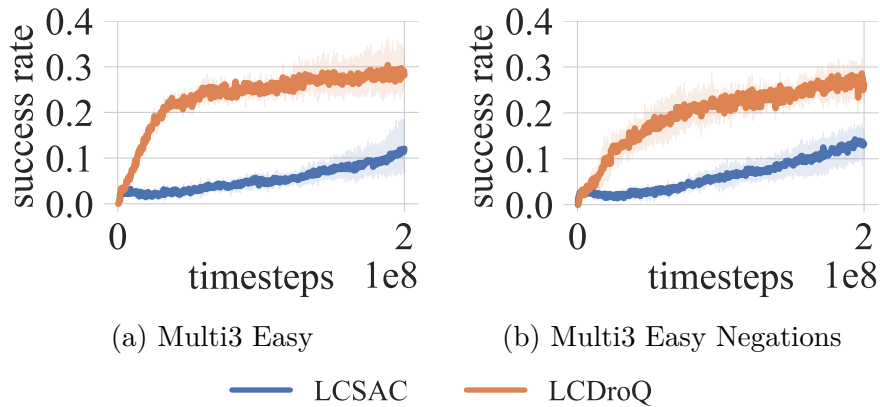 success rate
0.4
0.3
0.2
0.1
0.0
0 2
timesteps 1e8
(a) Multi3 Easy
success rate
0.4
0.3
0.2
0.1
0.0
0 2
timesteps 1e8
(b) Multi3 Easy Negations
LCSAC LCDroQ